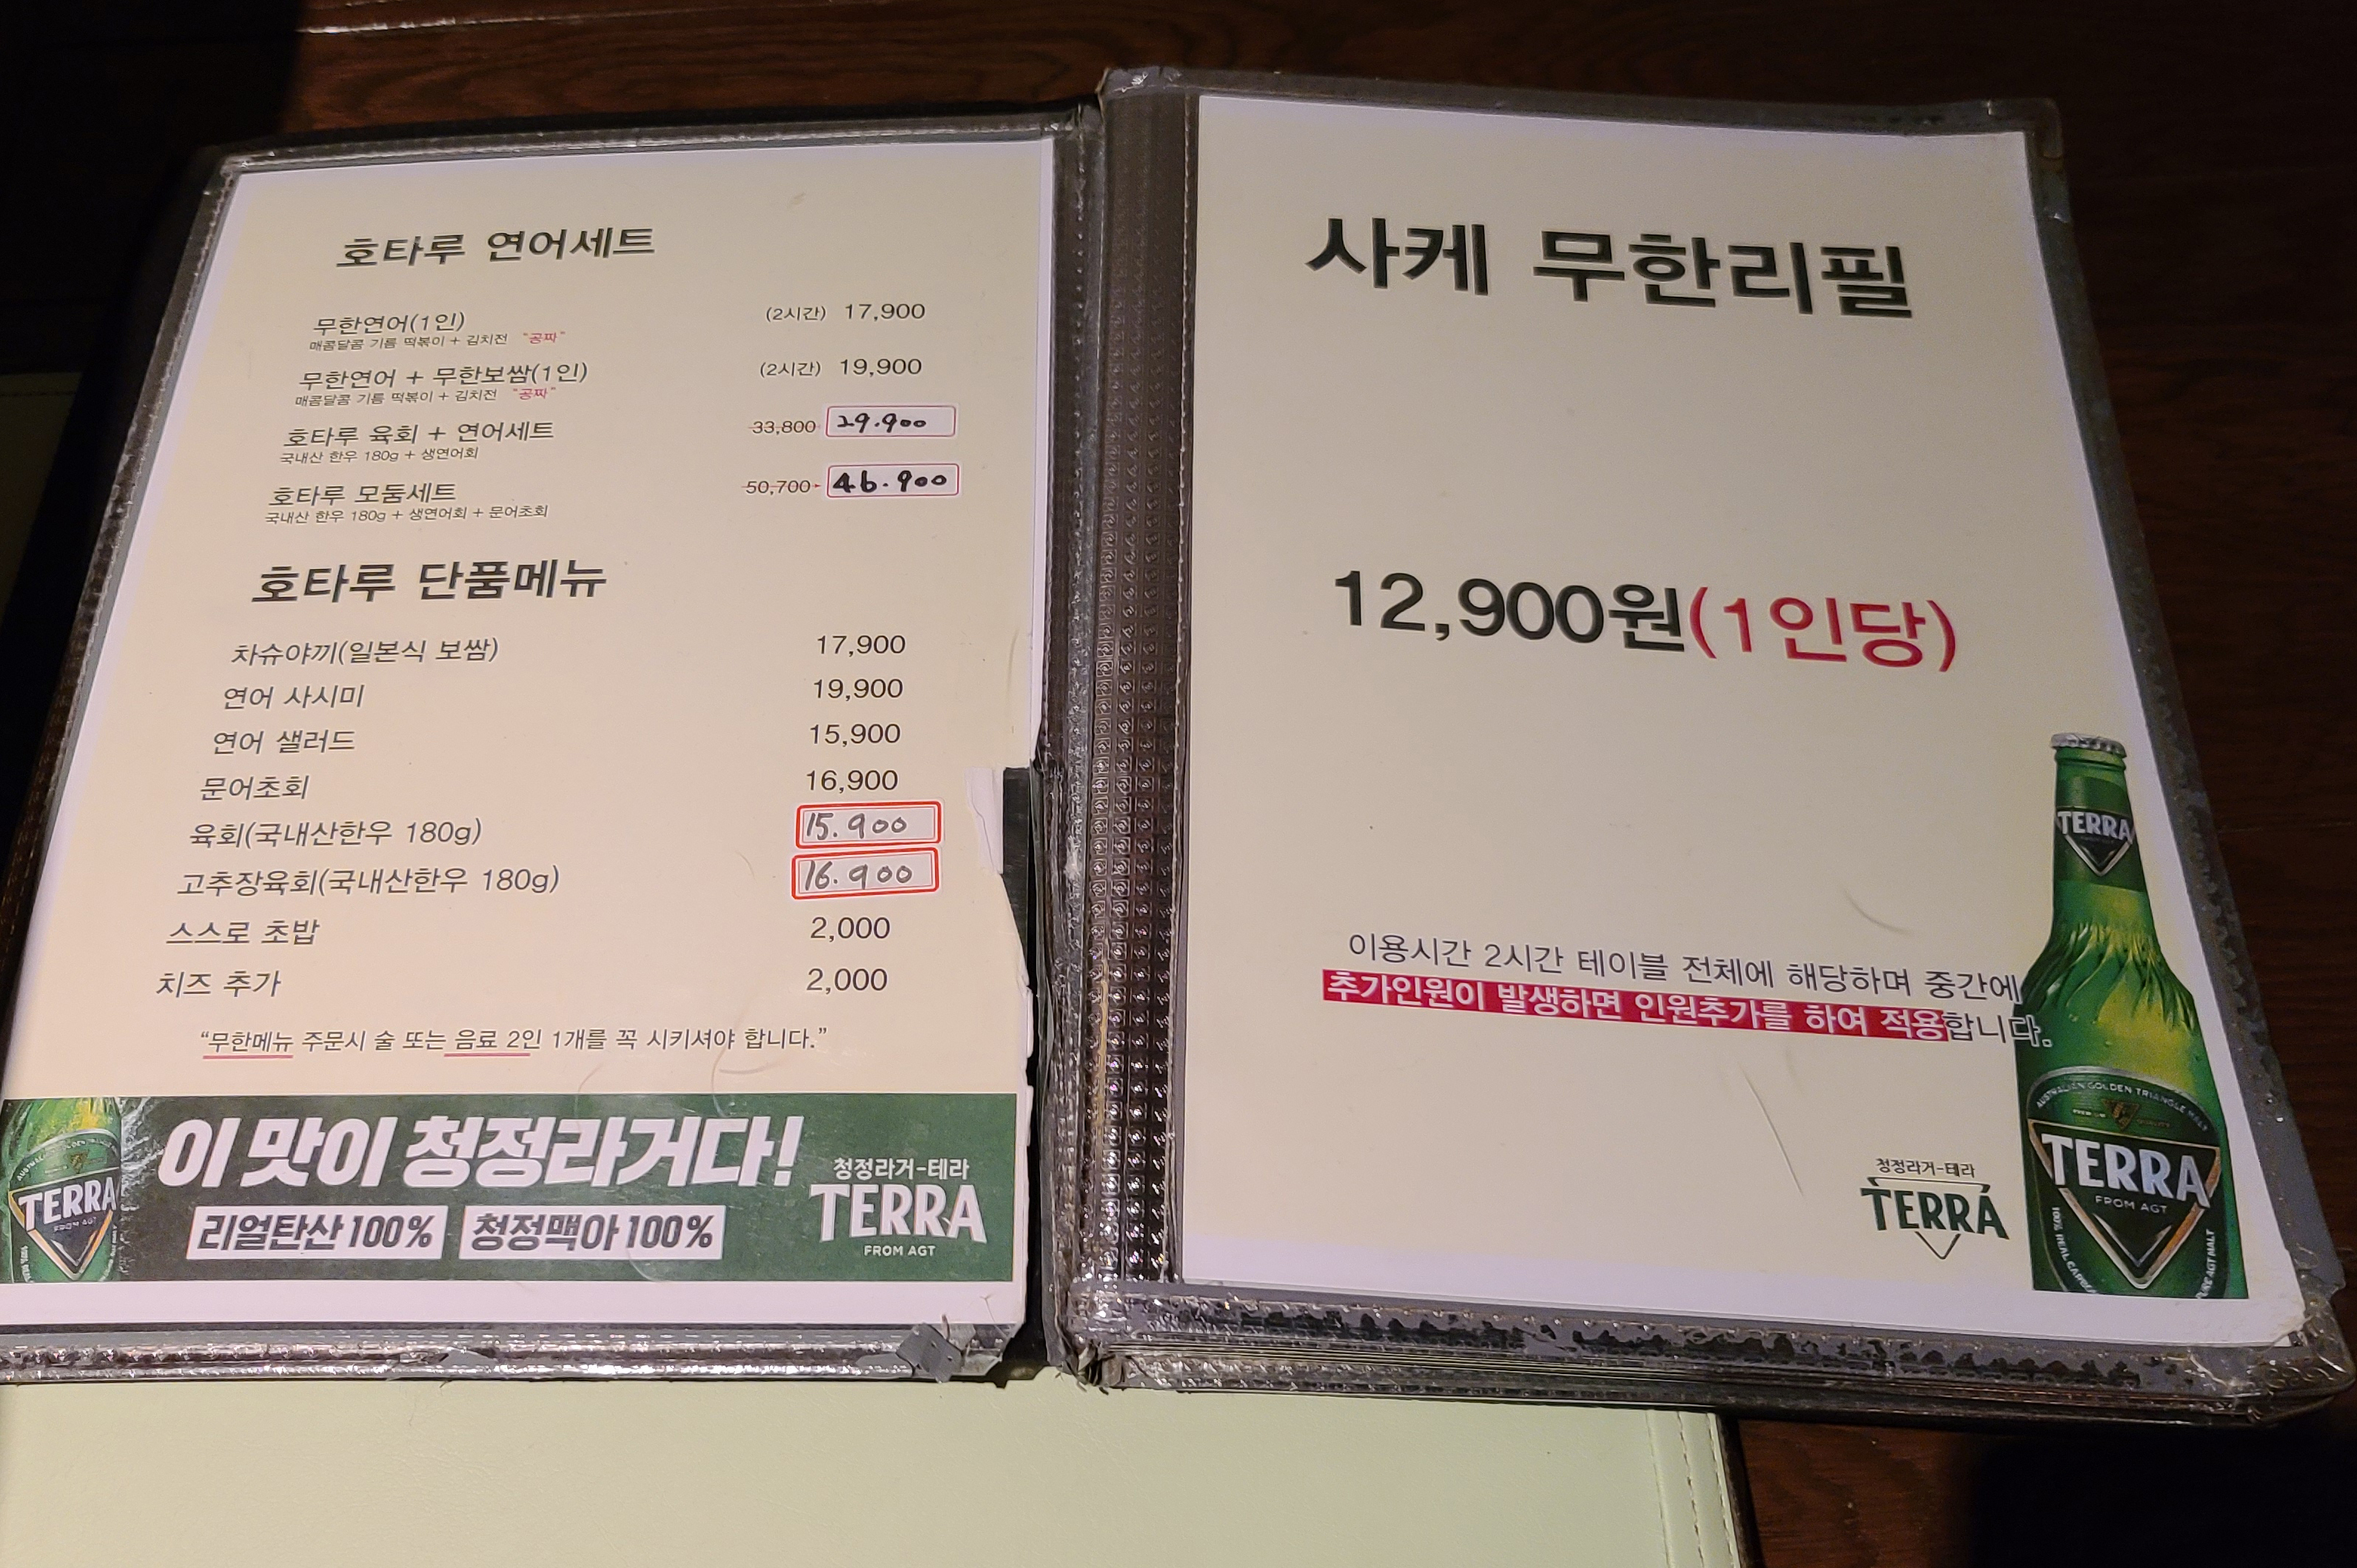 호타루 연어세트
무한연어(1인) (2시간) 17,900
매콤달콤 기름 떡볶이 + 김치전 "공짜"
무한연어 + 무한보쌈(1인) (2시간) 19,900
매콤달콤 기름 떡볶이 + 김치전 "공짜"
호타루 육회 + 연어세트 33,800 29.900
국내산 한우 180g + 생연어회
호타루 모둠세트 50,700 46.900
국내산 한우 180g + 생연어회 + 문어초회
호타루 단품메뉴
차슈야끼(일본식 보쌈) 17,900
연어 사시미 19,900
연어 샐러드 15,900
문어초회 16,900
육회(국내산한우 180g) 15.900
고추장육회(국내산한우 180g) 16.900
스스로 초밥 2,000
치즈 추가 2,000
“무한메뉴 주문시 술 또는 음료 2인 1개를 꼭 시키셔야 합니다.”
TERRA
FROM AGT
이 맛이 청정라거다!
리얼탄산 100% 청정맥아 100%
청정라거-테라
TERRA
FROM AGT
사케 무한리필
12,900원(1인당)
이용시간 2시간 테이블 전체에 해당하며 중간에
추가인원이 발생하면 인원추가를 하여 적용합니다.
청정라거-테라
TERRA
TERRA
AUSTRALIAN GOLDEN TRIANGLE MALT
TERRA
FROM AGT